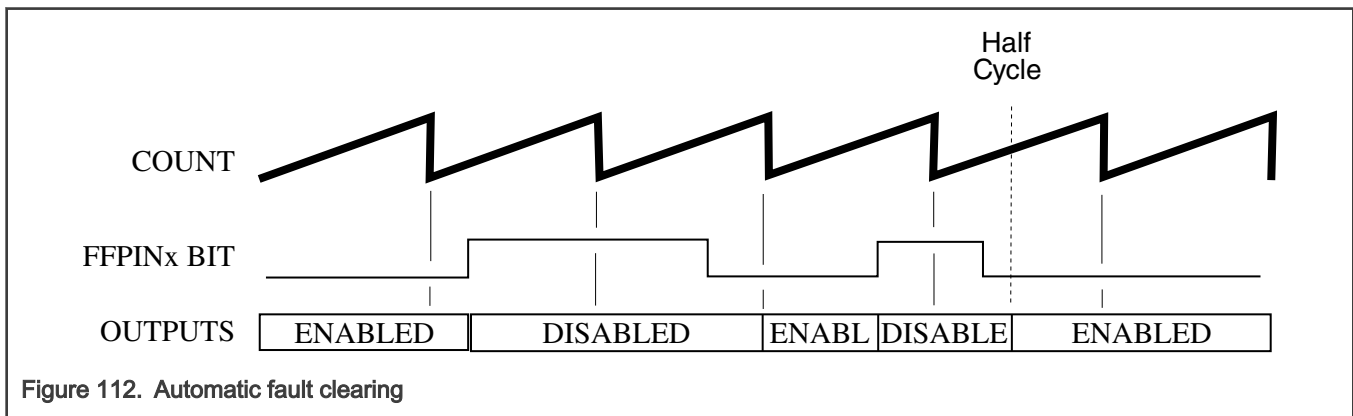 Half
Cycle
COUNT
FFPINx BIT
OUTPUTS ENABLED DISABLED ENABL DISABLE ENABLED
Figure 112. Automatic fault clearing